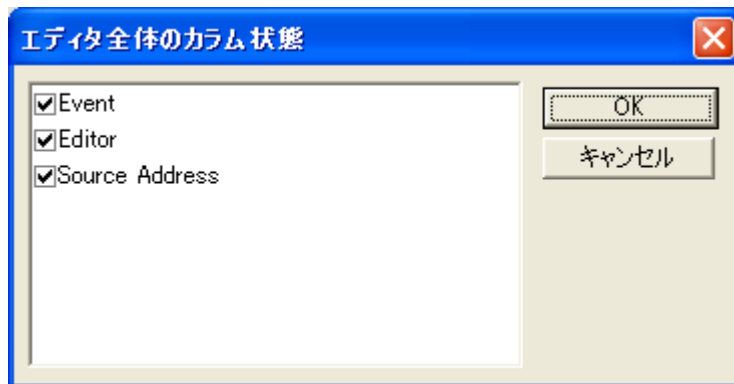 エディタ全体のカラム状態
Event
Editor
Source Address
OK
キャンセル